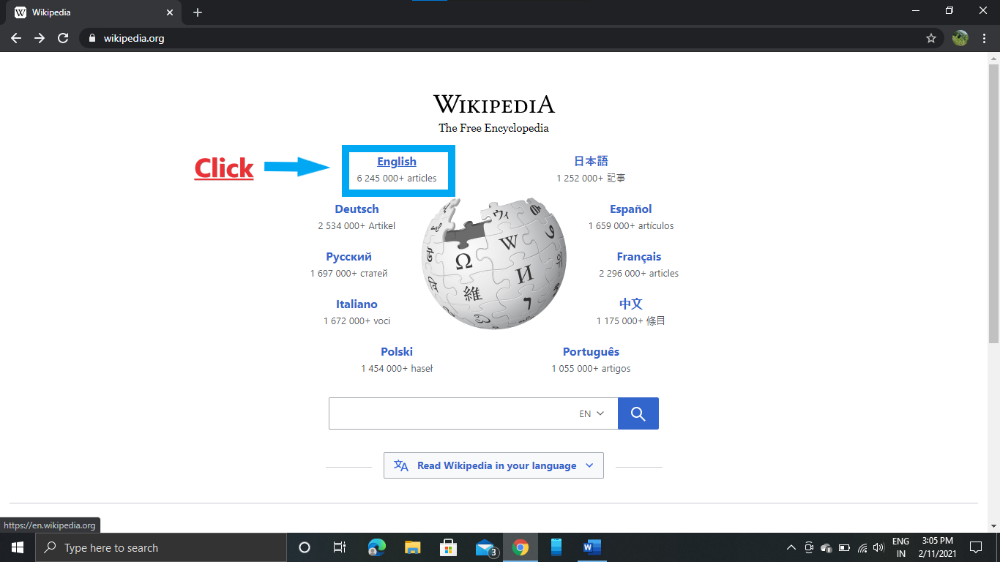 Wikipedia
wikipedia.org
WIKIPEDIA
The Free Encyclopedia
Click
English
6 245 000+ articles
日本語
1 252 000+ 記事
Deutsch
2 534 000+ Artikel
Español
1 659 000+ artículos
Русский
1 697 000+ статей
Français
2 296 000+ articles
Italiano
1 672 000+ voci
中文
1 175 000+ 條目
Polski
1 454 000+ haseł
Português
1 055 000+ artigos
Ω
W
И
維
ウィ
EN
Read Wikipedia in your language
https://en.wikipedia.org
Type here to search
3
ENG
IN
3:05 PM
2/11/2021